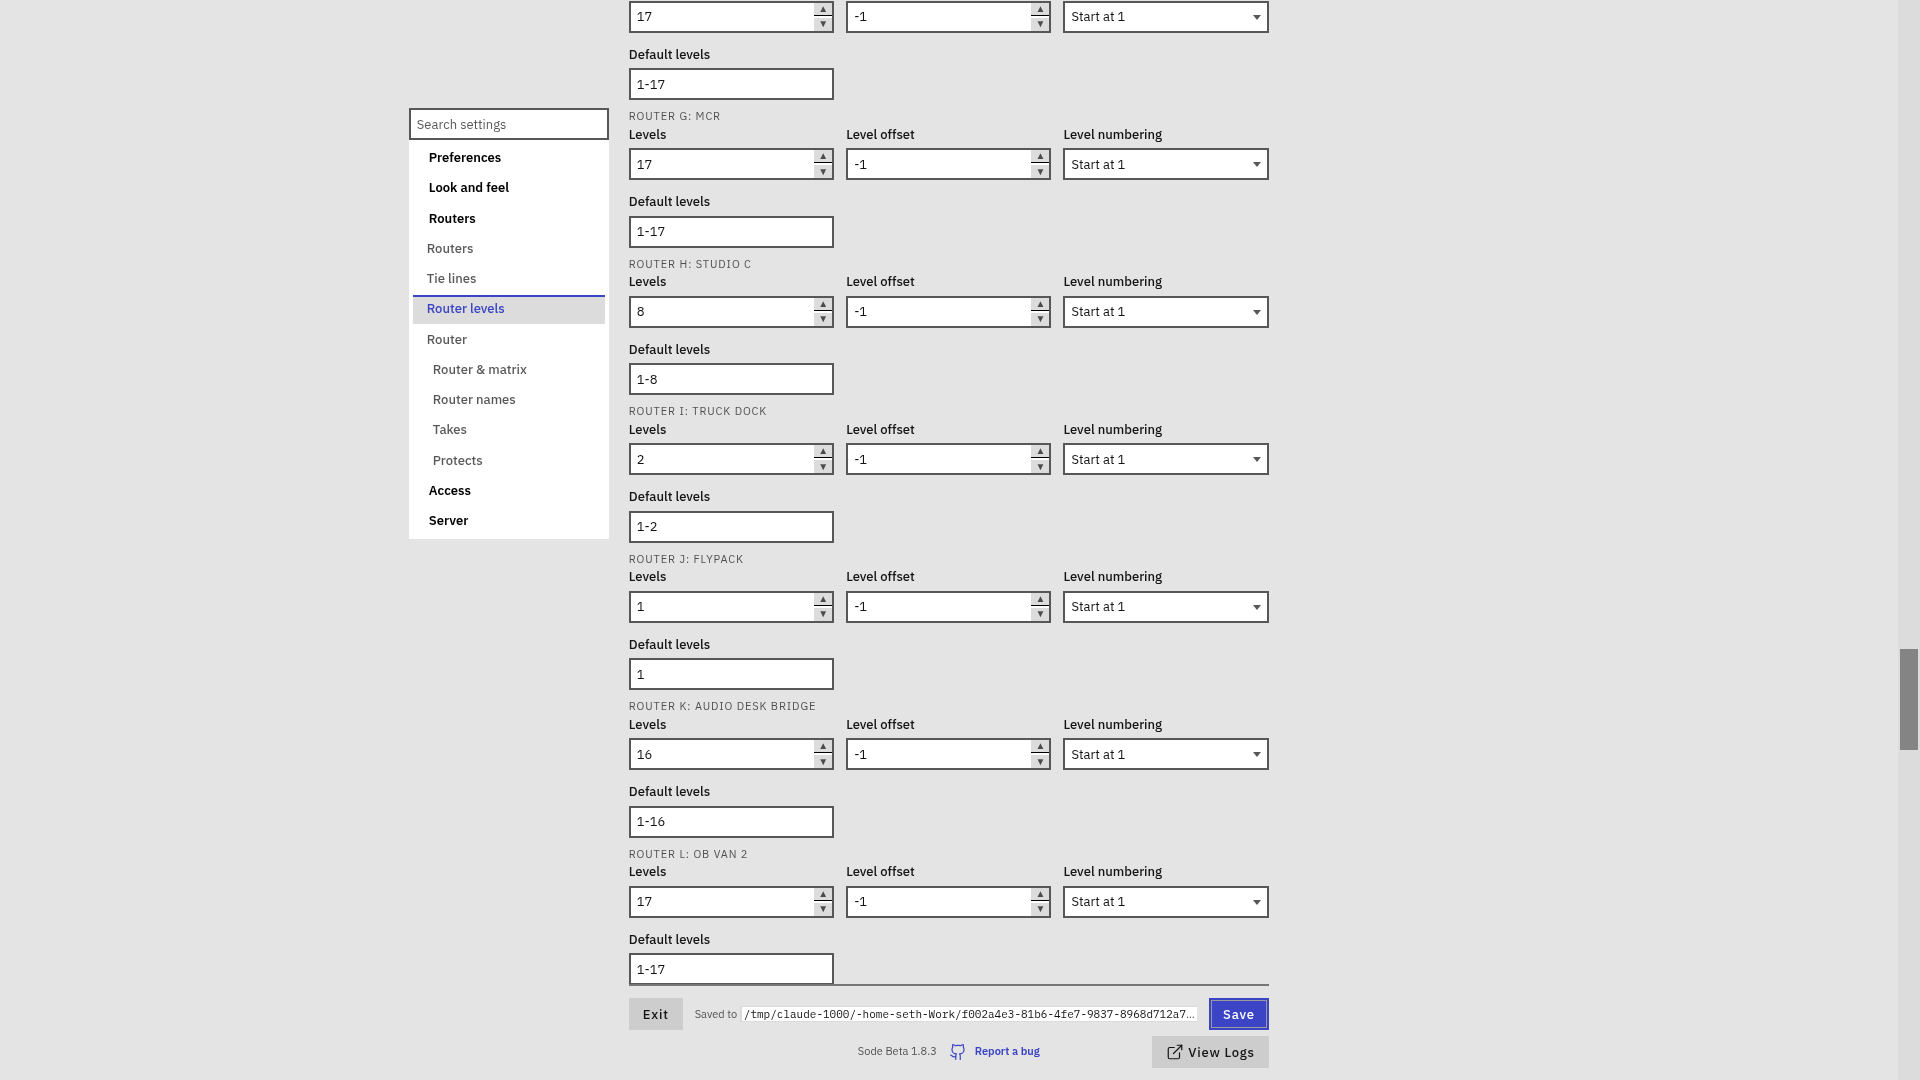 17 -1 Start at 1
Default levels
1-17
Search settings
Preferences
Look and feel
Routers
Routers
Tie lines
Router levels
Router
Router & matrix
Router names
Takes
Protects
Access
Server
ROUTER G: MCR
Levels Level offset Level numbering
17 -1 Start at 1
Default levels
1-17
ROUTER H: STUDIO C
Levels Level offset Level numbering
8 -1 Start at 1
Default levels
1-8
ROUTER I: TRUCK DOCK
Levels Level offset Level numbering
2 -1 Start at 1
Default levels
1-2
ROUTER J: FLYPACK
Levels Level offset Level numbering
1 -1 Start at 1
Default levels
1
ROUTER K: AUDIO DESK BRIDGE
Levels Level offset Level numbering
16 -1 Start at 1
Default levels
1-16
ROUTER L: OB VAN 2
Levels Level offset Level numbering
17 -1 Start at 1
Default levels
1-17
Exit Saved to /tmp/claude-1000/-home-seth-Work/f002a4e3-81b6-4fe7-9837-8968d712a7... Save
Sode Beta 1.8.3 Report a bug View Logs